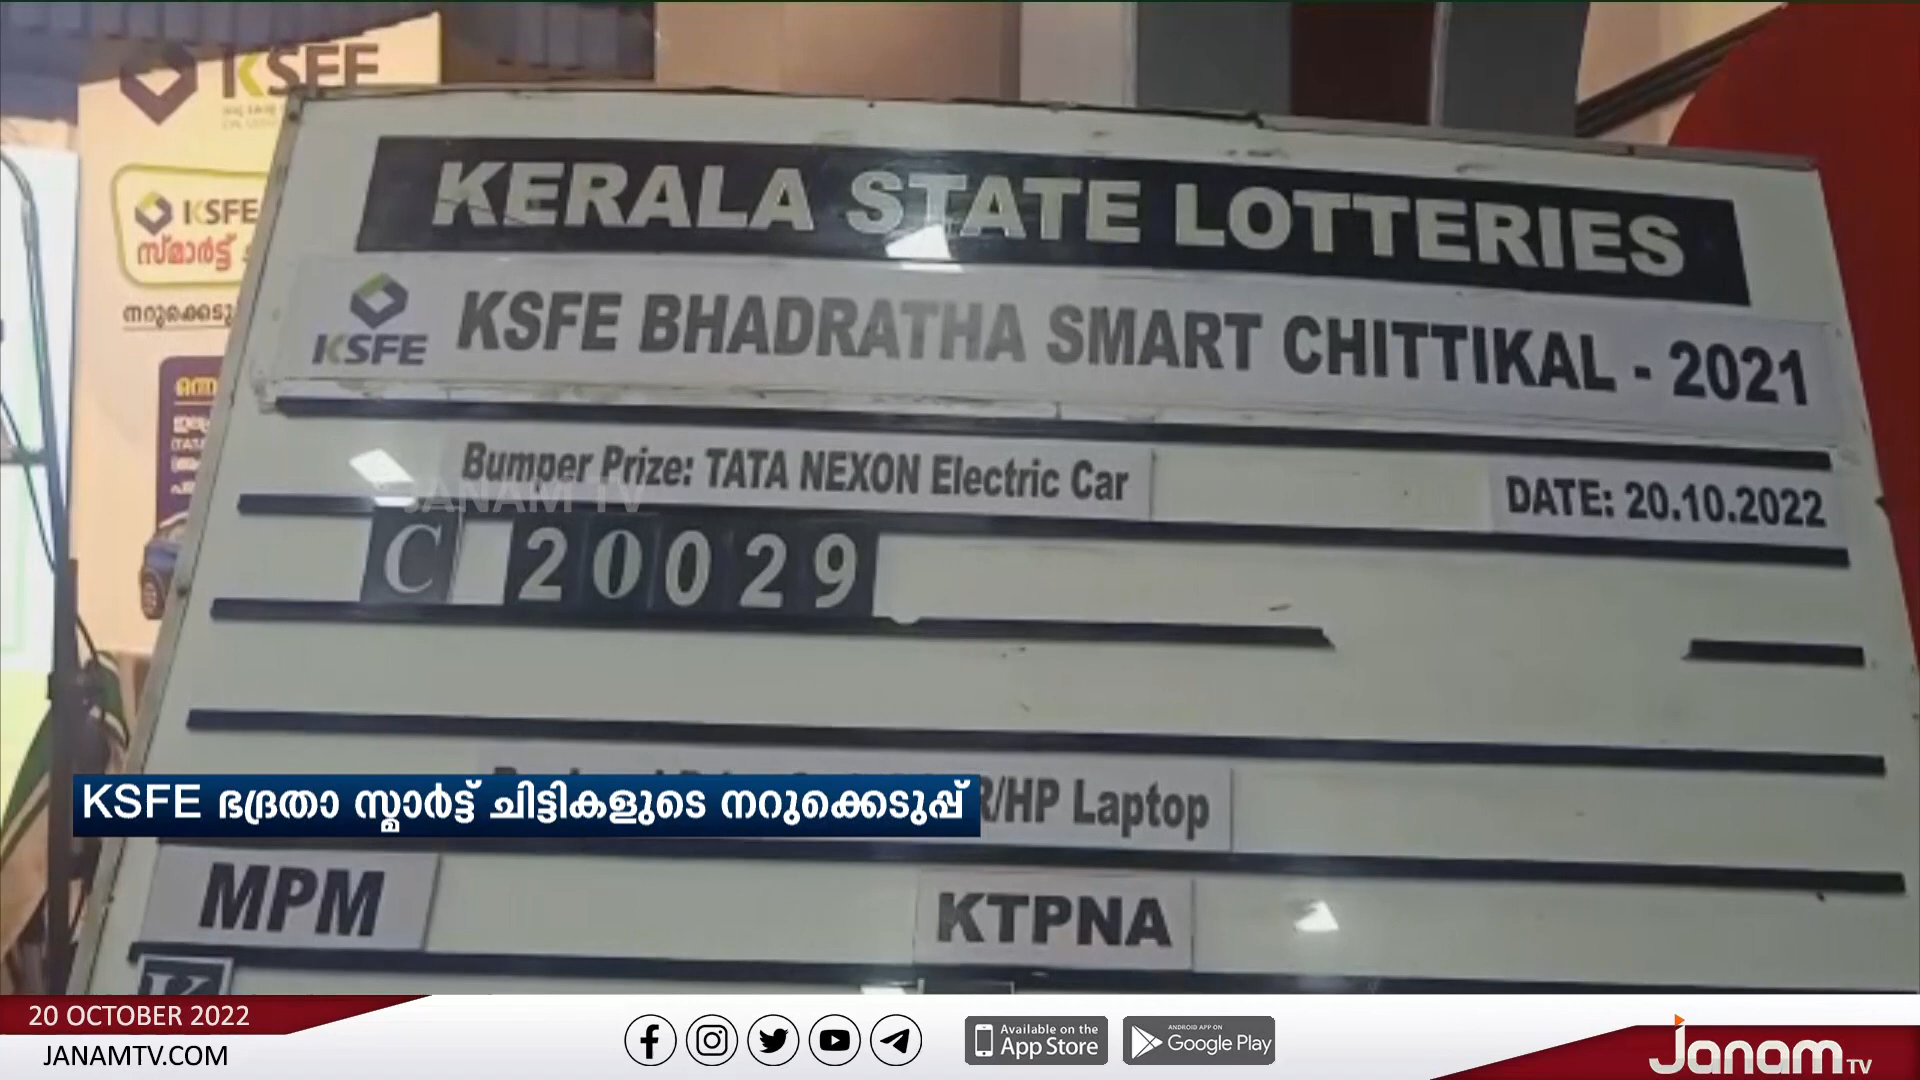 KSFE
KSFE
സ്മാർട്ട്
KERALA STATE LOTTERIES
KSFE
KSFE BHADRATHA SMART CHITTIKAL - 2021
Bumper Prize: TATA NEXON Electric Car
DATE: 20.10.2022
JANAM TV
C 20029
KSFE ഭദ്രതാ സ്മാർട്ട് ചിട്ടികളുടെ നറുക്കെടുപ്പ്
/HP Laptop
MPM
KTPNA
20 OCTOBER 2022
JANAMTV.COM
Available on the
App Store
ANDROID APP ON
Google Play
Janam TV